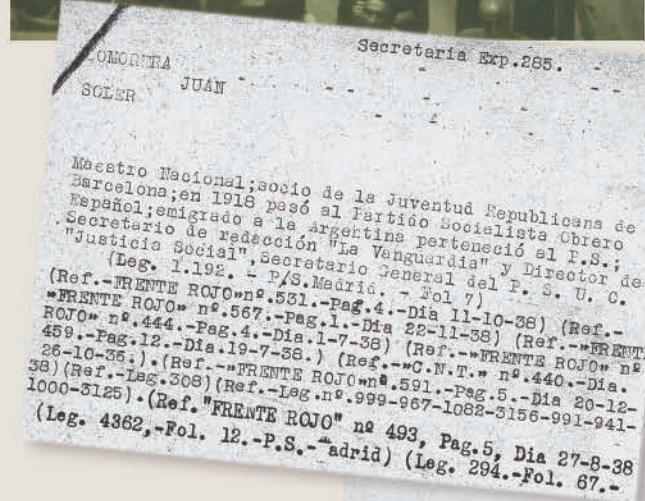 Secretaria Exp.285.
COMORERA
JUAN
SOLER
Maestro Nacional;socio de la Juventud Republicana de
Barcelona;en 1918 pasó al Partido Socialista Obrero
Español;emigrado a la Argentina perteneció al P.S.;
Secretario de redacción "La Vanguardia" y Director de
"Justicia Social",Secretario General del P. S. U. C.
(Leg. 1.192. - P/S.Madrid. - Fol 7)
(Ref.-FRENTE ROJO"nº.531.-Pag.4.-Dia 11-10-38) (Ref.-
"FRENTE ROJO" nº.567.-Pag.1.-Dia 22-11-38) (Ref.-"FRENTE
ROJO" nº.444.-Pag.4.-Dia.1-7-38) (Ref.-"FRENTE ROJO" nº
459.-Pag.12.-Dia.19-7-38.) (Ref.-"C.N.T." nº.440.-Dia.
26-10-36.).(Ref.-"FRENTE ROJO"nº.591.-Pag.5.-Dia 20-12-
38)(Ref.-Leg.308)(Ref.-Leg.nº.999-967-1082-3156-991-941-
1000-3125).(Ref."FRENTE ROJO" nº 493, Pag.5, Dia 27-8-38
(Leg. 4362,-Fol. 12.-P.S.-"adrid) (Leg. 294.-Fol. 67.-